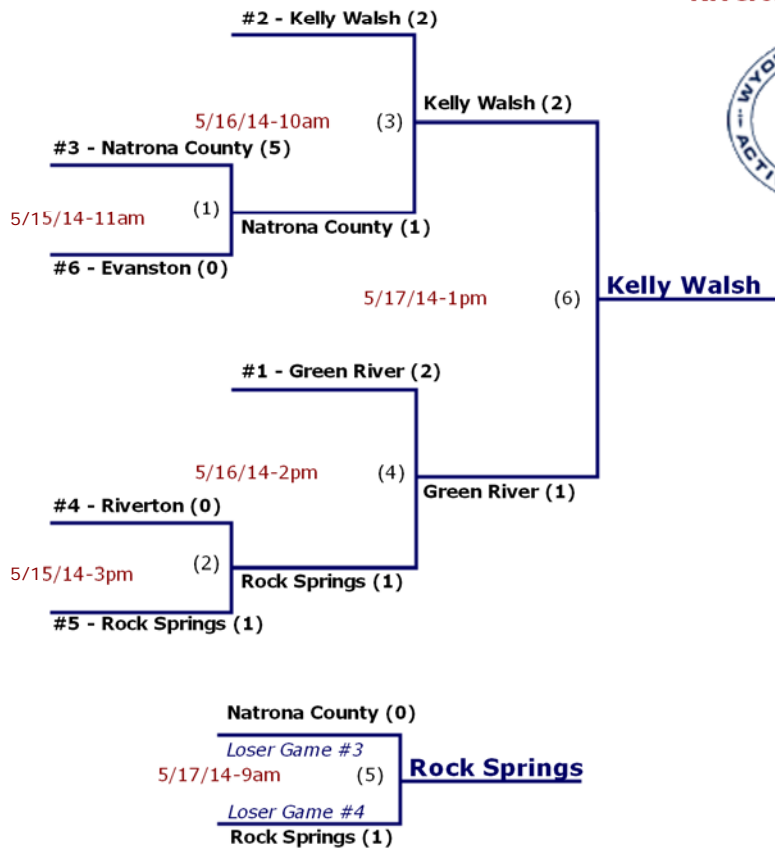 #2 - Kelly Walsh (2)
Kelly Walsh (2)
5/16/14-10am
(3)
#3 - Natrona County (5)
5/15/14-11am
(1)
Natrona County (1)
#6 - Evanston (0)
5/17/14-1pm
(6)
Kelly Walsh
#1 - Green River (2)
5/16/14-2pm
(4)
Green River (1)
#4 - Riverton (0)
5/15/14-3pm
(2)
Rock Springs (1)
#5 - Rock Springs (1)
Natrona County (0)
Loser Game #3
5/17/14-9am
(5)
Rock Springs
Loser Game #4
Rock Springs (1)